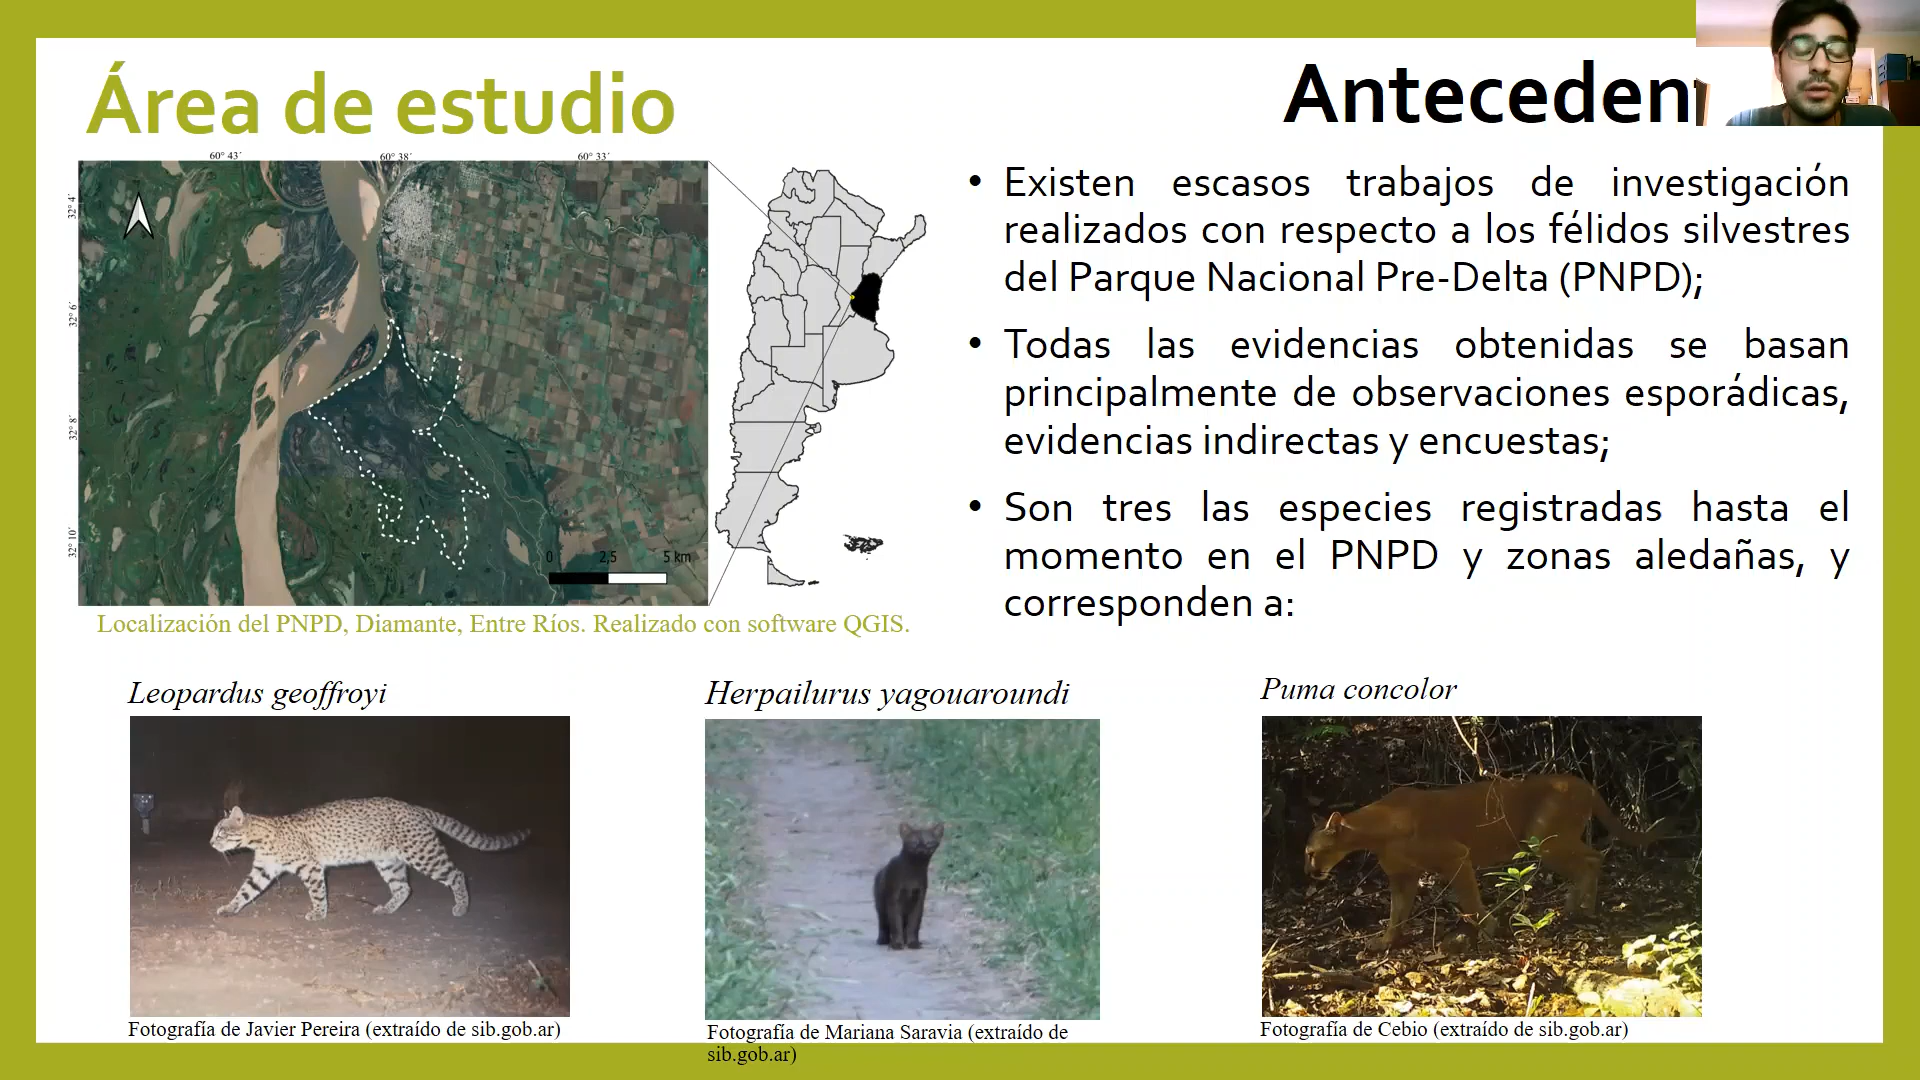 Área de estudio
60° 43´ 60° 38´ 60° 33´
32° 4´
32° 6´
32° 8´
32° 10´
0 2,5 5 km
Localización del PNPD, Diamante, Entre Ríos. Realizado con software QGIS.
Anteceden
• Existen escasos trabajos de investigación
realizados con respecto a los félidos silvestres
del Parque Nacional Pre-Delta (PNPD);
• Todas las evidencias obtenidas se basan
principalmente de observaciones esporádicas,
evidencias indirectas y encuestas;
• Son tres las especies registradas hasta el
momento en el PNPD y zonas aledañas, y
corresponden a:
Leopardus geoffroyi
Fotografía de Javier Pereira (extraído de sib.gob.ar)
Herpailurus yagouaroundi
Fotografía de Mariana Saravia (extraído de
sib.gob.ar)
Puma concolor
Fotografía de Cebio (extraído de sib.gob.ar)